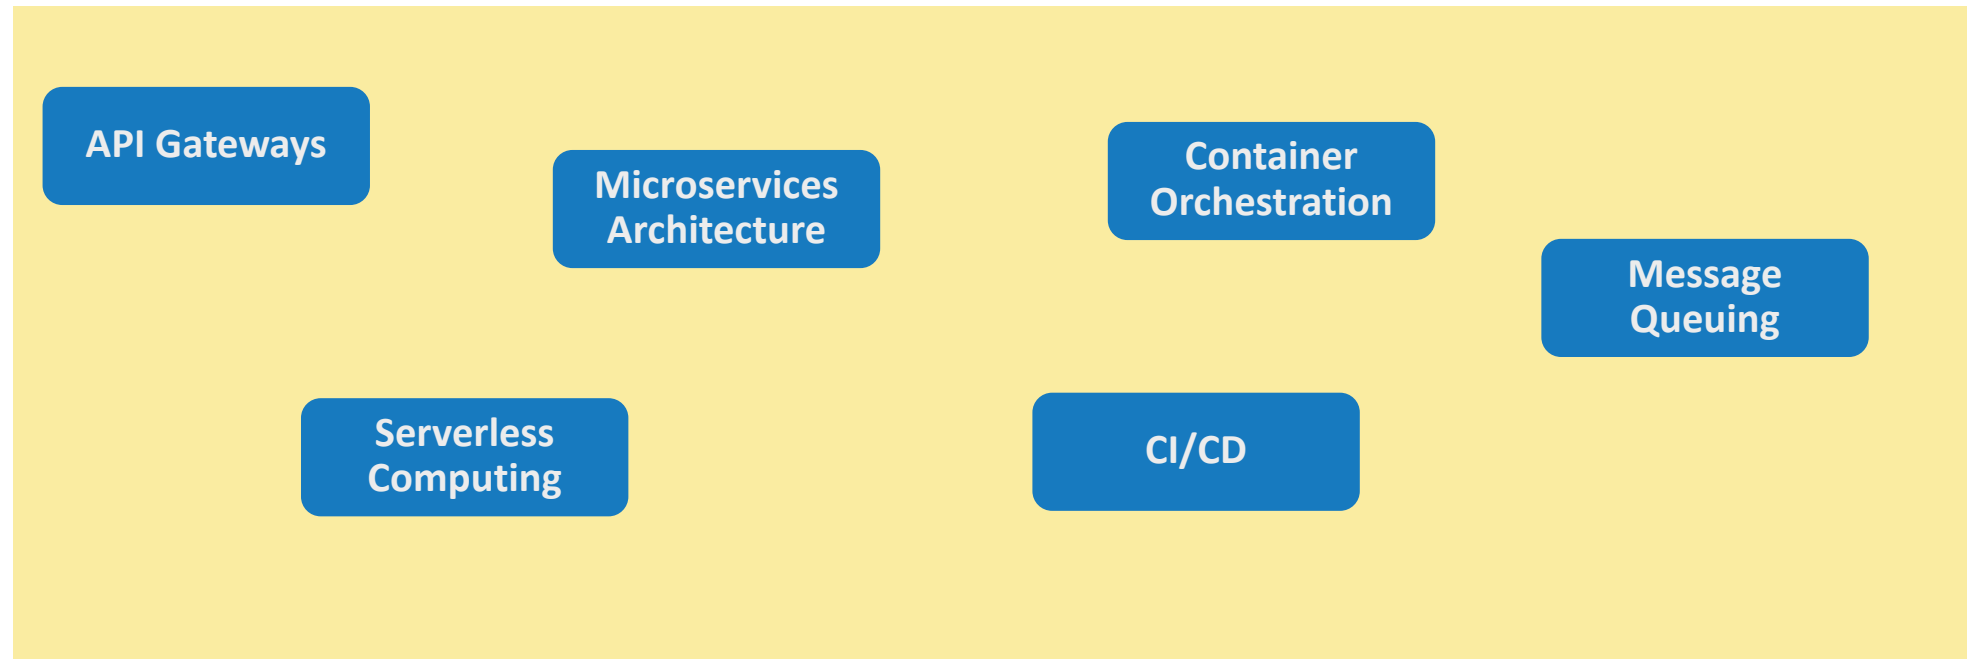 API Gateways
Microservices
Architecture
Container
Orchestration
Message
Queuing
Serverless
Computing
CI/CD